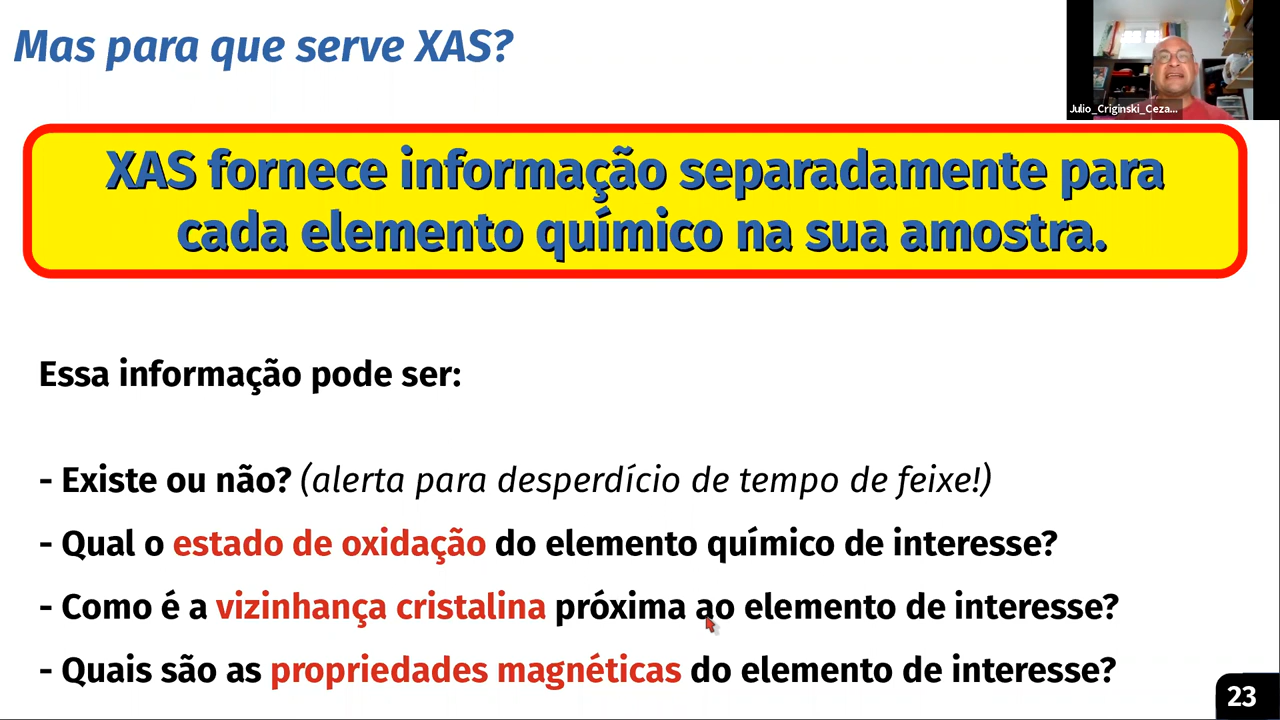 Mas para que serve XAS?
Julio_Criginski_Ceza...
XAS fornece informação separadamente para
cada elemento químico na sua amostra.
Essa informação pode ser:
- Existe ou não? (alerta para desperdício de tempo de feixe!)
- Qual o estado de oxidação do elemento químico de interesse?
- Como é a vizinhança cristalina próxima ao elemento de interesse?
- Quais são as propriedades magnéticas do elemento de interesse?
23